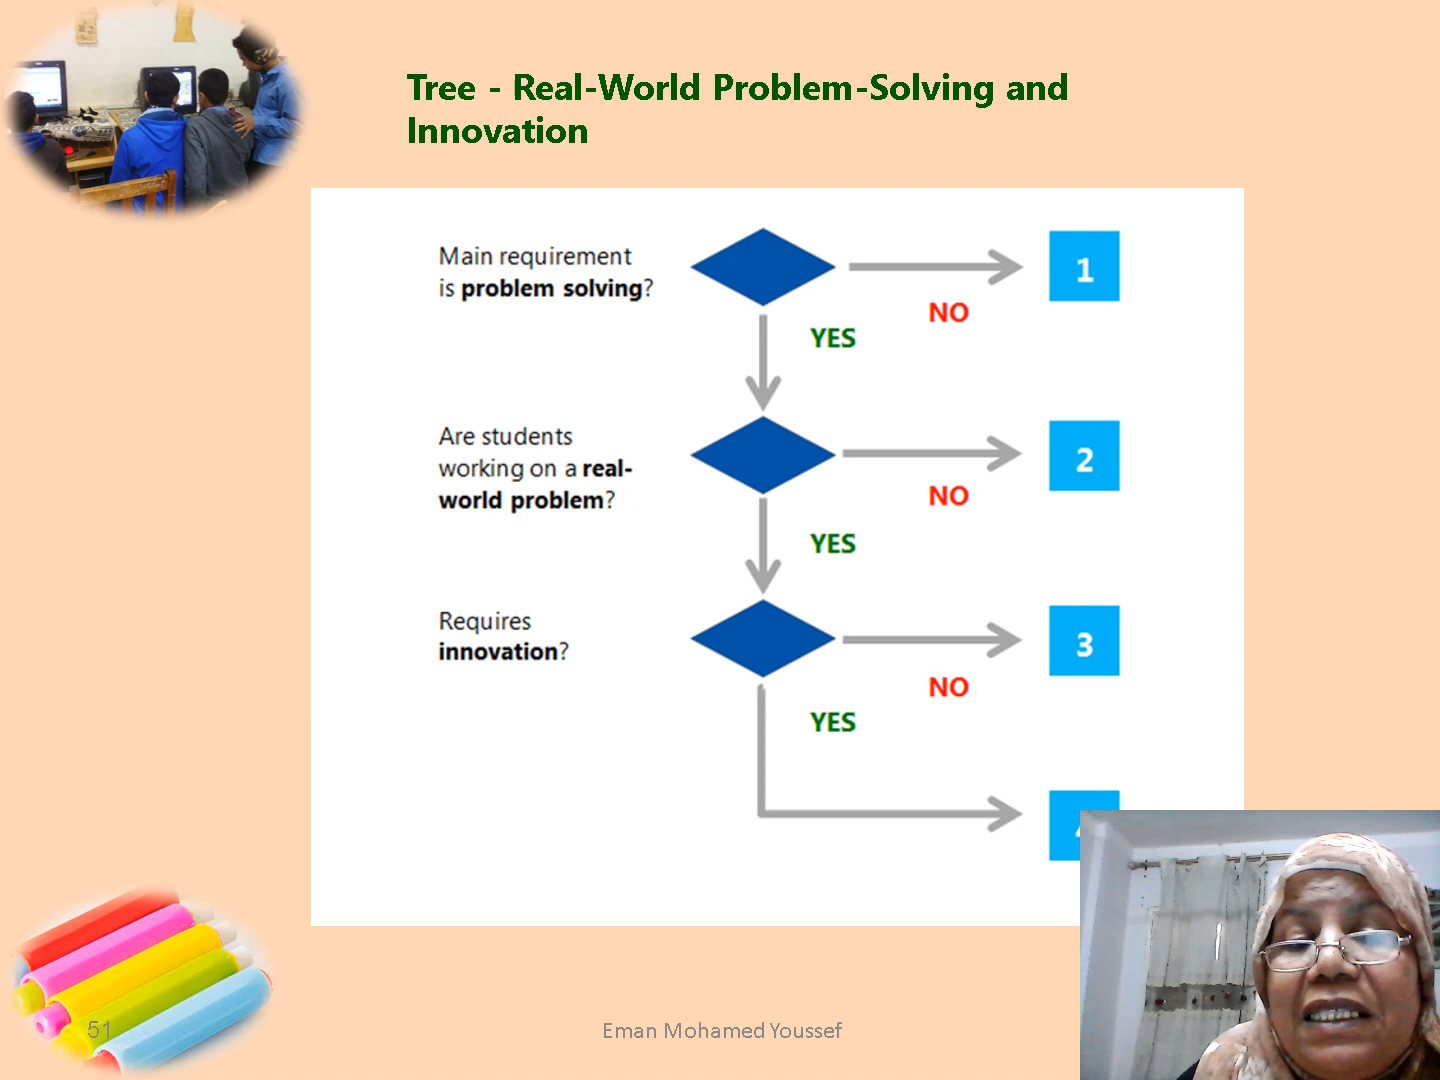 Tree - Real-World Problem-Solving and
Innovation
Main requirement
is problem solving?
1
NO
YES
Are students
working on a real-
world problem?
2
NO
YES
Requires
innovation?
3
NO
YES
51
Eman Mohamed Youssef